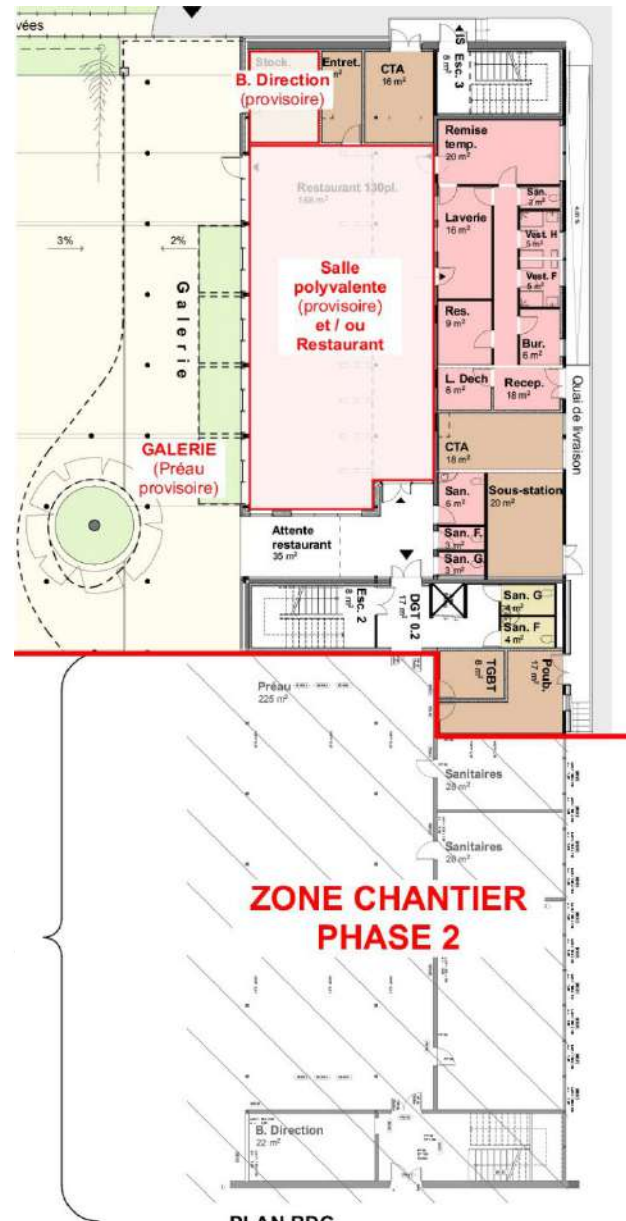 vées
Stock.
B. Direction
(provisoire)
Entret.
m²
CTA
16 m²
SI
Esc. 3
8 m²
Remise
temp.
20 m²
Restaurant 130pl.
San.
Laverie
16 m²
Vest. H
5 m²
Vest. F
5 m²
3%
2%
Galerie
Salle
polyvalente
(provisoire)
et / ou
Restaurant
Res.
9 m²
Bur.
6 m²
L. Dech
6 m²
Recep.
18 m²
Quai de livraison
GALERIE
(Préau
provisoire)
CTA
18 m²
San.
6 m²
Sous-station
20 m²
Attente
restaurant
35 m²
San. F.
3 m²
San. G
3 m²
Esc. 2
8 m²
DGT 0.2
17 m²
San. G
4 m²
San. F
4 m²
Préau
225 m²
TGBT
Poub.
17 m²
Sanitaires
28 m²
Sanitaires
28 m²
ZONE CHANTIER
PHASE 2
B. Direction
22 m²
PLAN RDC